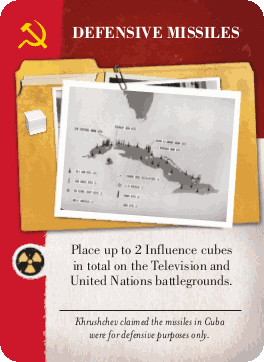 DEFENSIVE MISSILES
Place up to 2 Influence cubes
in total on the Television and
United Nations battlegrounds.
Khrushchev claimed the missiles in Cuba
were for defensive purposes only.